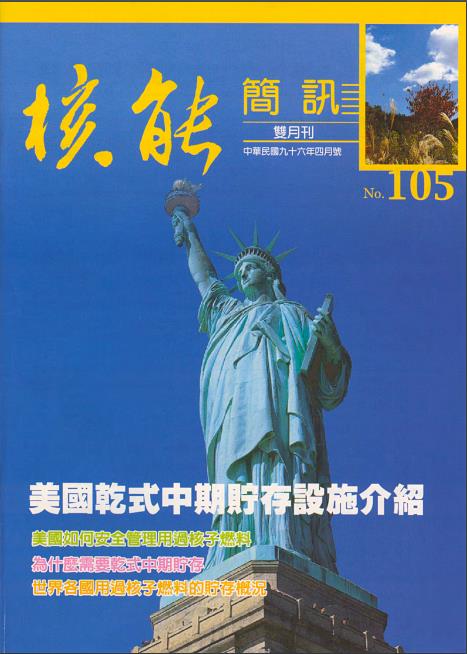 核能
簡訊
雙月刊
中華民國九十六年四月號
No.105
美國乾式中期貯存設施介紹
美國如何安全管理用過核子燃料
為什麼需要乾式中期貯存
世界各國用過核子燃料的貯存概況